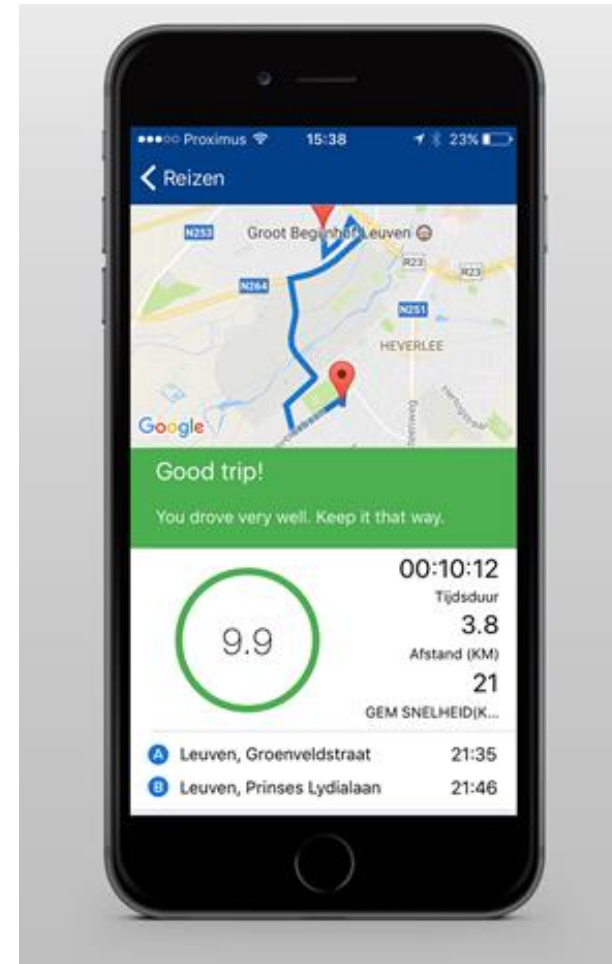 Proximus 15:38 23%
Reizen
N253 Groot Begijnhof Leuven
R23 R23
N264
N251
HEVERLEE
Google
Good trip!
You drove very well. Keep it that way.
00:10:12
Tijdsduur
3.8
9.9
Afstand (KM)
21
GEM SNELHEID(K...
A Leuven, Groenveldstraat 21:35
B Leuven, Prinses Lydialaan 21:46